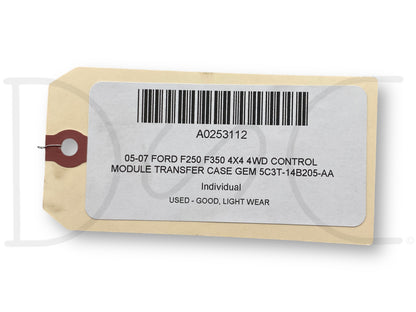 A0253112
05-07 FORD F250 F350 4X4 4WD CONTROL
MODULE TRANSFER CASE GEM 5C3T-14B205-AA
Individual
USED - GOOD, LIGHT WEAR